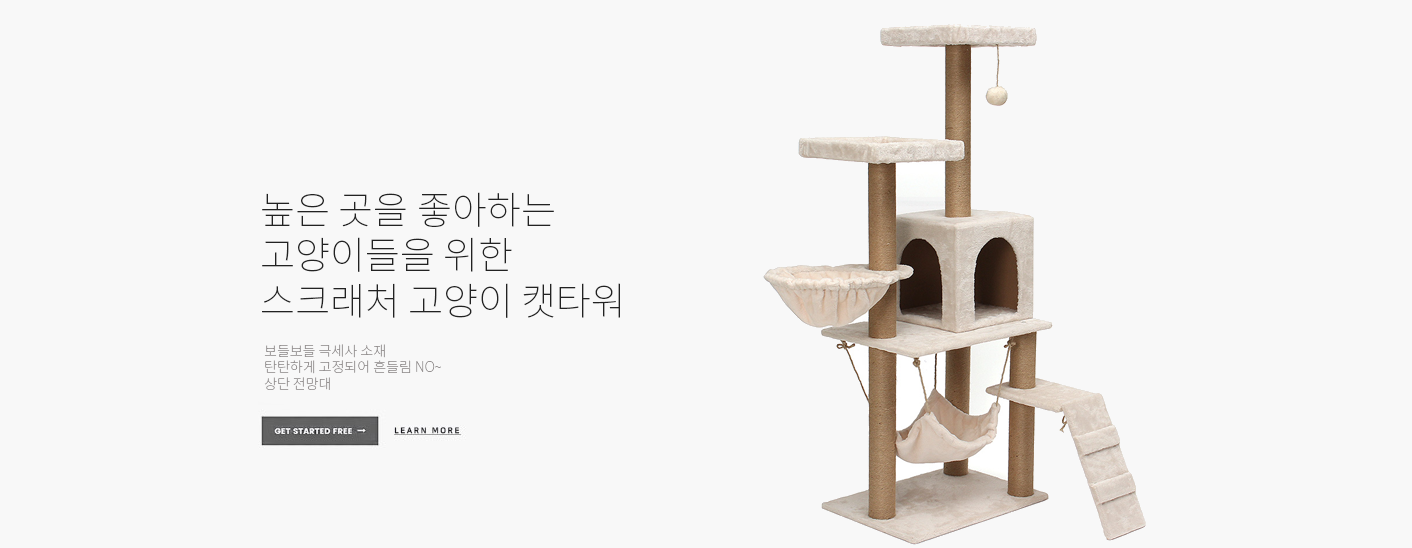 높은 곳을 좋아하는
고양이들을 위한
스크래처 고양이 캣타워
보들보들 극세사 소재
탄탄하게 고정되어 흔들림 NO~
상단 전망대
GET STARTED FREE →
LEARN MORE